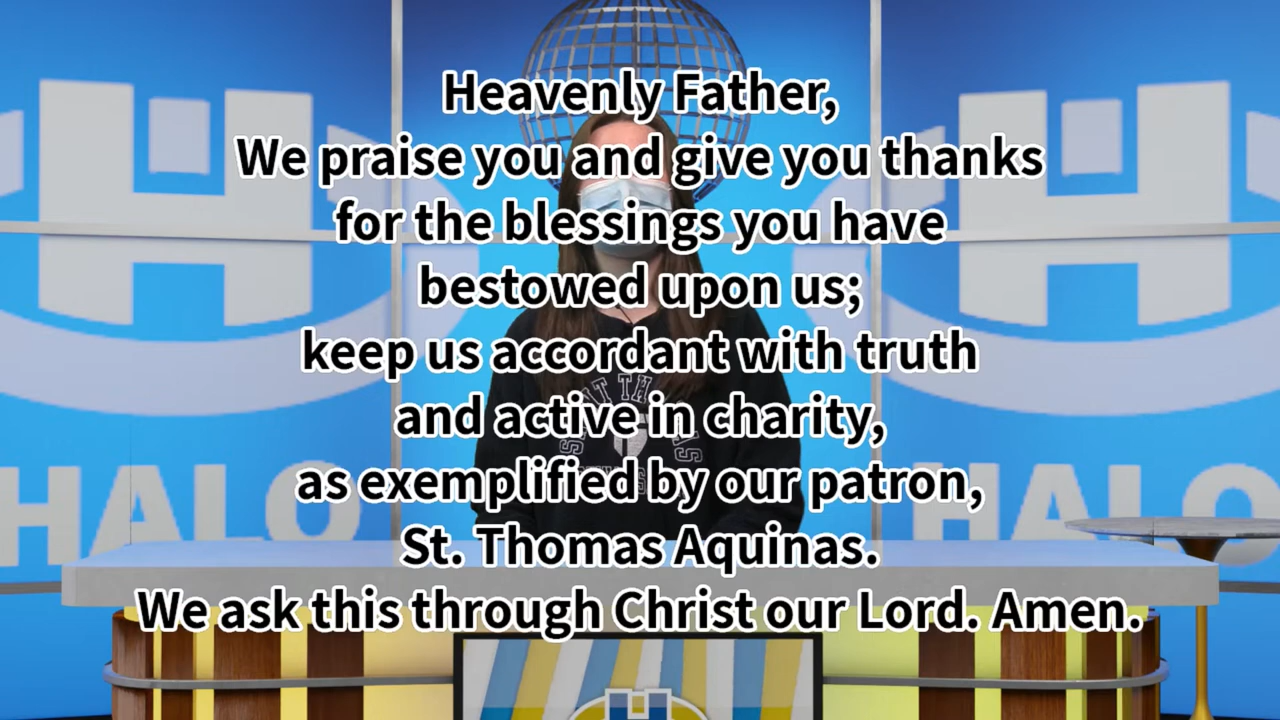 Heavenly Father,
We praise you and give you thanks
for the blessings you have
bestowed upon us;
keep us accordant with truth
and active in charity,
as exemplified by our patron,
St. Thomas Aquinas.
We ask this through Christ our Lord. Amen.
HALO
HALO